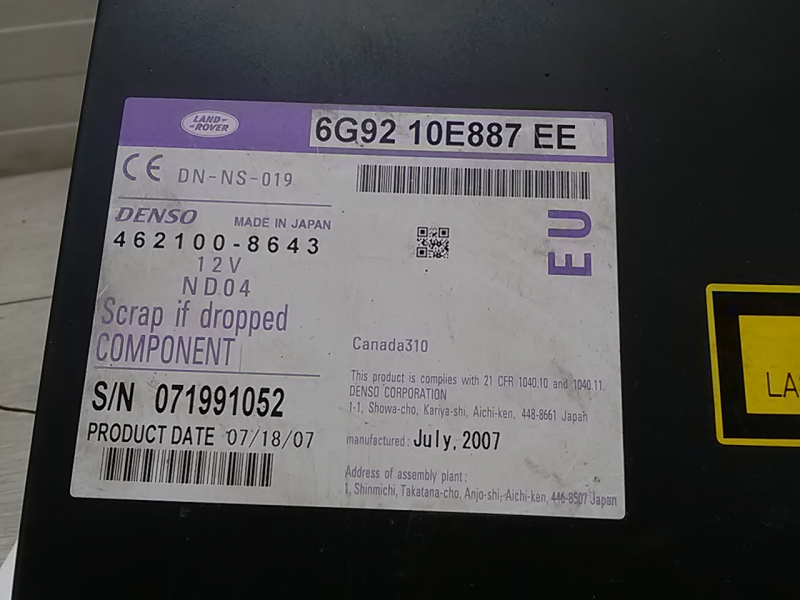 LAND
ROVER
6G92 10E887 EE
CE DN-NS-019
DENSO MADE IN JAPAN
462100-8643
12V
ND04
EU
Scrap if dropped
COMPONENT
Canada310
This product is complies with 21 CFR 1040.10 and 1040.11.
DENSO CORPORATION
1-1, Showa-cho, Kariya-shi, Aichi-ken, 448-8661 Japan
S/N 071991052
PRODUCT DATE 07/18/07
manufactured: July, 2007
Address of assembly plant:
1, Shinmichi, Takatana-cho, Anjo-shi, Aichi-ken, 446-8507 Japan